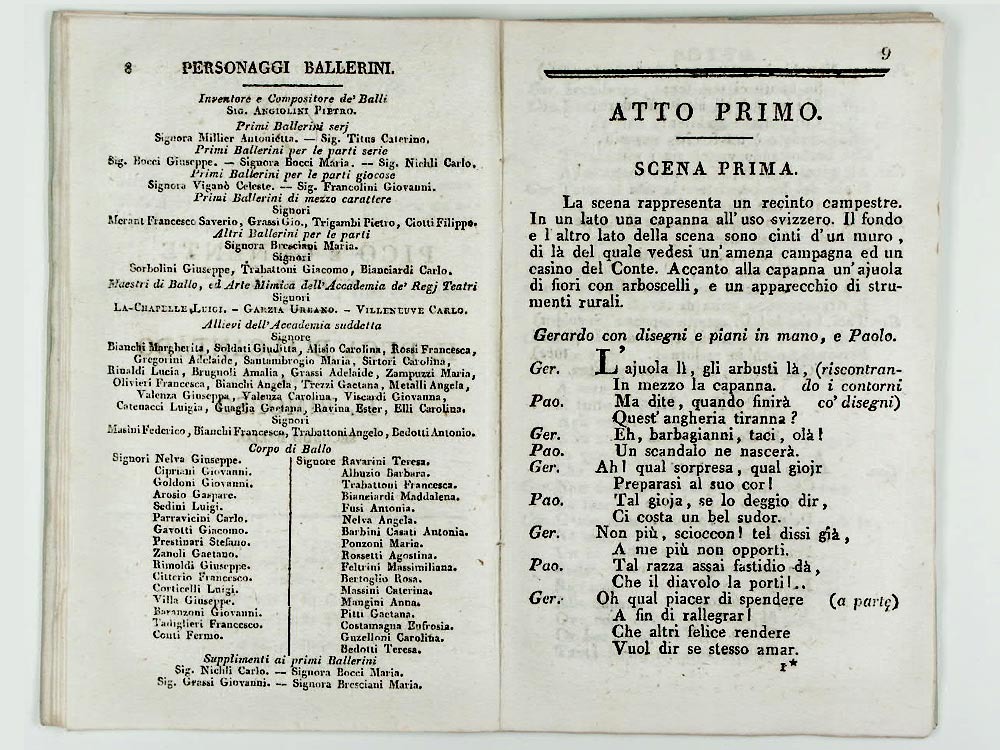 8
PERSONAGGI BALLERINI.
Inventore e Compositore de' Balli
SIG. ANGIOLINI PIETRO.
Primi Ballerini serj
Signora Millier Antonietta. — Sig. Titus Caterino.
Primi Ballerini per le parti serie
Sig. Bocci Giuseppe. — Signora Bocci Maria. — Sig. Nichli Carlo.
Primi Ballerini per le parti giocose
Signora Viganò Celeste. — Sig. Francolini Giovanni.
Primi Ballerini di mezzo carattere
Signori
Merant Francesco Saverio, Grassi Gio., Trigambi Pietro, Ciotti Filippo.
Altri Ballerini per le parti
Signora Bresciani Maria.
Signori
Sorbolini Giuseppe, Trabattoni Giacomo, Bianciardi Carlo.
Maestri di Ballo, ed Arte Mimica dell'Accademia de' Regj Teatri
Signori
LA-CHAPELLE LUIGI. – GARZIA URBANO. – VILLENEUVE CARLO.
Allievi dell'Accademia suddetta
Signore
Bianchi Margherita, Soldati Giuditta, Alisio Carolina, Rossi Francesca,
Gregorini Adelaide, Santambrogio Maria, Sirtori Carolina,
Rinaldi Lucia, Brugnoli Amalia, Grassi Adelaide, Zampuzzi Maria,
Olivieri Francesca, Bianchi Angela, Trezzi Gaetana, Metalli Angela,
Valenza Giuseppa, Valenza Carolina, Viscardi Giovanna,
Catenacci Luigia, Guaglia Gaetana, Ravina Ester, Elli Carolina.
Signori
Masini Federico, Bianchi Francesco, Trabattoni Angelo, Bedotti Antonio.
Corpo di Ballo
Signori Nelva Giuseppe.
Cipriani Giovanni.
Goldoni Giovanni.
Arosio Gaspare.
Sedini Luigi.
Parravicini Carlo.
Gavotti Giacomo.
Prestinari Stefano.
Zanoli Gaetano.
Rimoldi Giuseppe.
Citterio Francesco.
Corticelli Luigi.
Villa Giuseppe.
Baranzoni Giovanni.
Tadiglieri Francesco.
Conti Fermo.
Signore Ravarini Teresa.
Albuzio Barbara.
Trabattoni Francesca.
Bianciardi Maddalena.
Fusi Antonia.
Nelva Angela.
Barbini Casati Antonia.
Ponzoni Maria.
Rossetti Agostina.
Feltrini Massimiliana.
Bertoglio Rosa.
Massini Caterina.
Mangini Anna.
Pitti Gaetana.
Costamagna Eufrosia.
Guzelloni Carolina.
Bedotti Teresa.
Supplimenti ai primi Ballerini
Sig. Nichli Carlo. — Signora Bocci Maria.
Sig. Grassi Giovanni. — Signora Bresciani Maria.
9
ATTO PRIMO.
SCENA PRIMA.
La scena rappresenta un recinto campestre.
In un lato una capanna all'uso svizzero. Il fondo
e l'altro lato della scena sono cinti d'un muro,
di là del quale vedesi un'amena campagna ed un
casino del Conte. Accanto alla capanna un'ajuola
di fiori con arboscelli, e un apparecchio di stru-
menti rurali.
Gerardo con disegni e piani in mano, e Paolo.
Ger. L'ajuola lì, gli arbusti là, (riscontran-
In mezzo la capanna. do i contorni
Pao. Ma dite, quando finirà co' disegni)
Quest' angheria tiranna?
Ger. Eh, barbagianni, taci, olà!
Pao. Un scandalo ne nascerà.
Ger. Ah! qual sorpresa, qual giojr
Preparasi al suo cor!
Pao. Tal gioja, se lo deggio dir,
Ci costa un bel sudor.
Ger. Non più, scioccon! tel dissi già,
A me più non opporti.
Pao. Tal razza assai fastidio dà,
Che il diavolo la porti!..
Ger. Oh qual piacer di spendere (a parte)
A fin di rallegrar!
Che altri felice rendere
Vuol dir se stesso amar.
1*